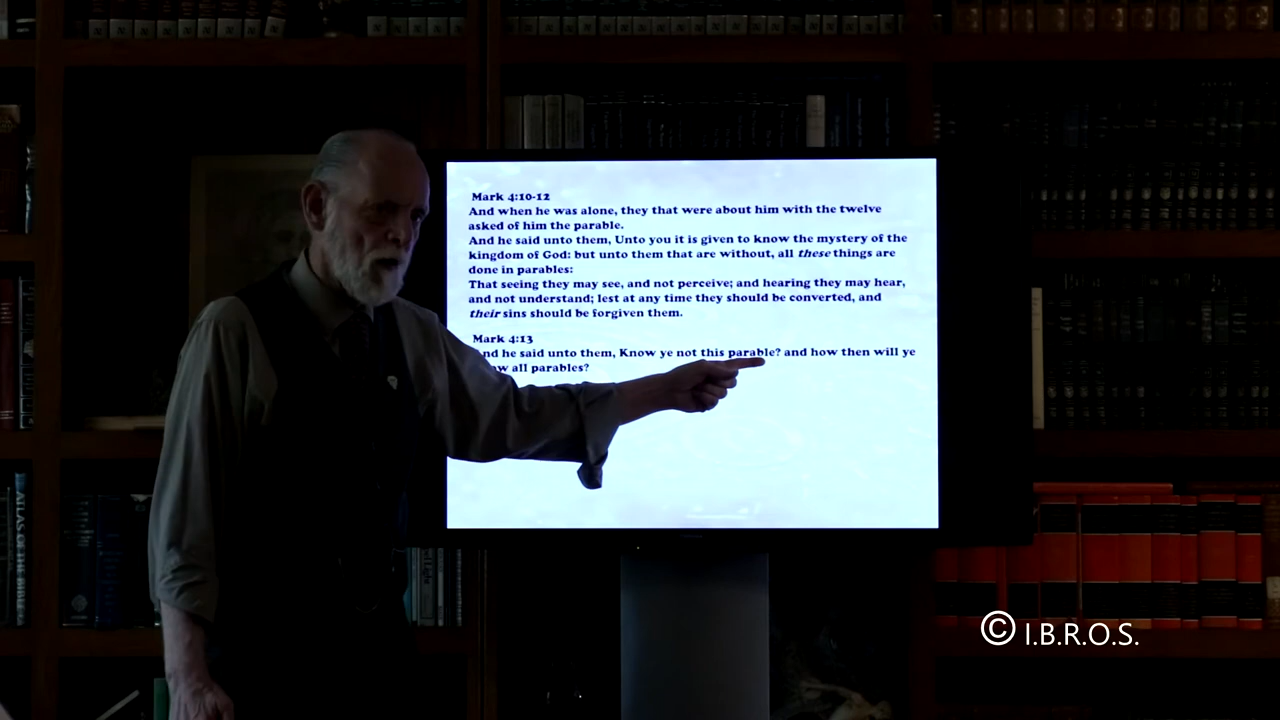 Mark 4:10-12
And when he was alone, they that were about him with the twelve
asked of him the parable.
And he said unto them, Unto you it is given to know the mystery of the
kingdom of God: but unto them that are without, all these things are
done in parables:
That seeing they may see, and not perceive; and hearing they may hear,
and not understand; lest at any time they should be converted, and
their sins should be forgiven them.
Mark 4:13
nd he said unto them, Know ye not this parable? and how then will ye
w all parables?
ATLAS OF THE BIBLE
© I.B.R.O.S.